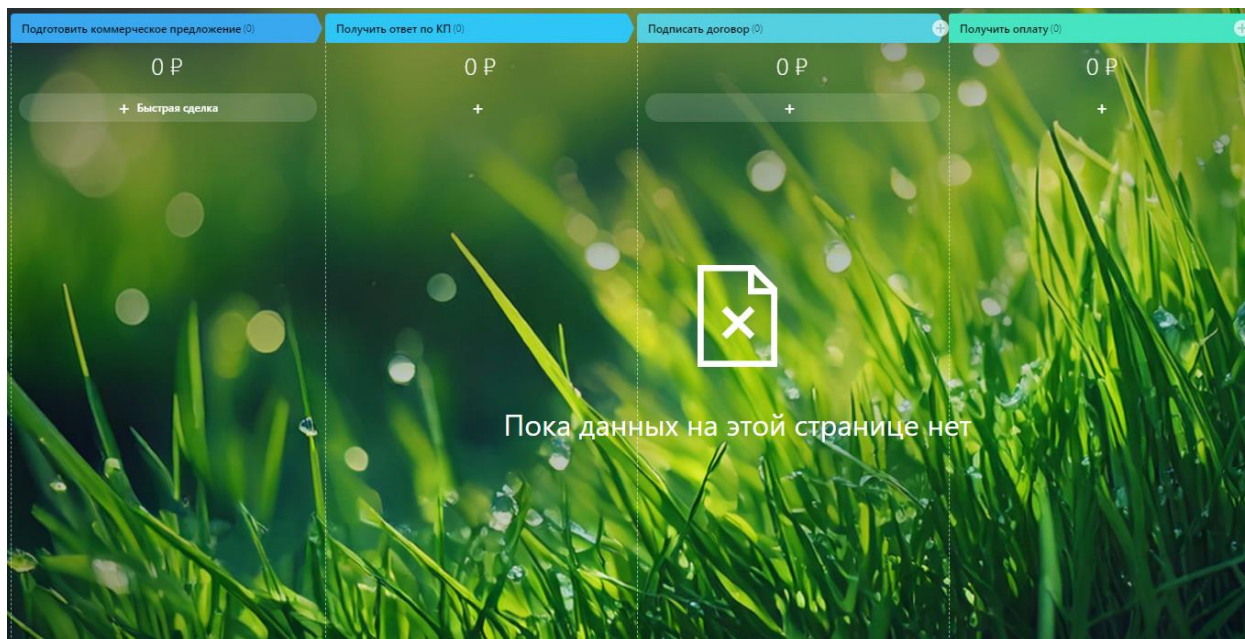 Подготовить коммерческое предложение (0)
Получить ответ по КП (0)
Подписать договор (0)
Получить оплату (0)
0 ₽
0 ₽
0 ₽
0 ₽
+ Быстрая сделка
+
+
+
Пока данных на этой странице нет